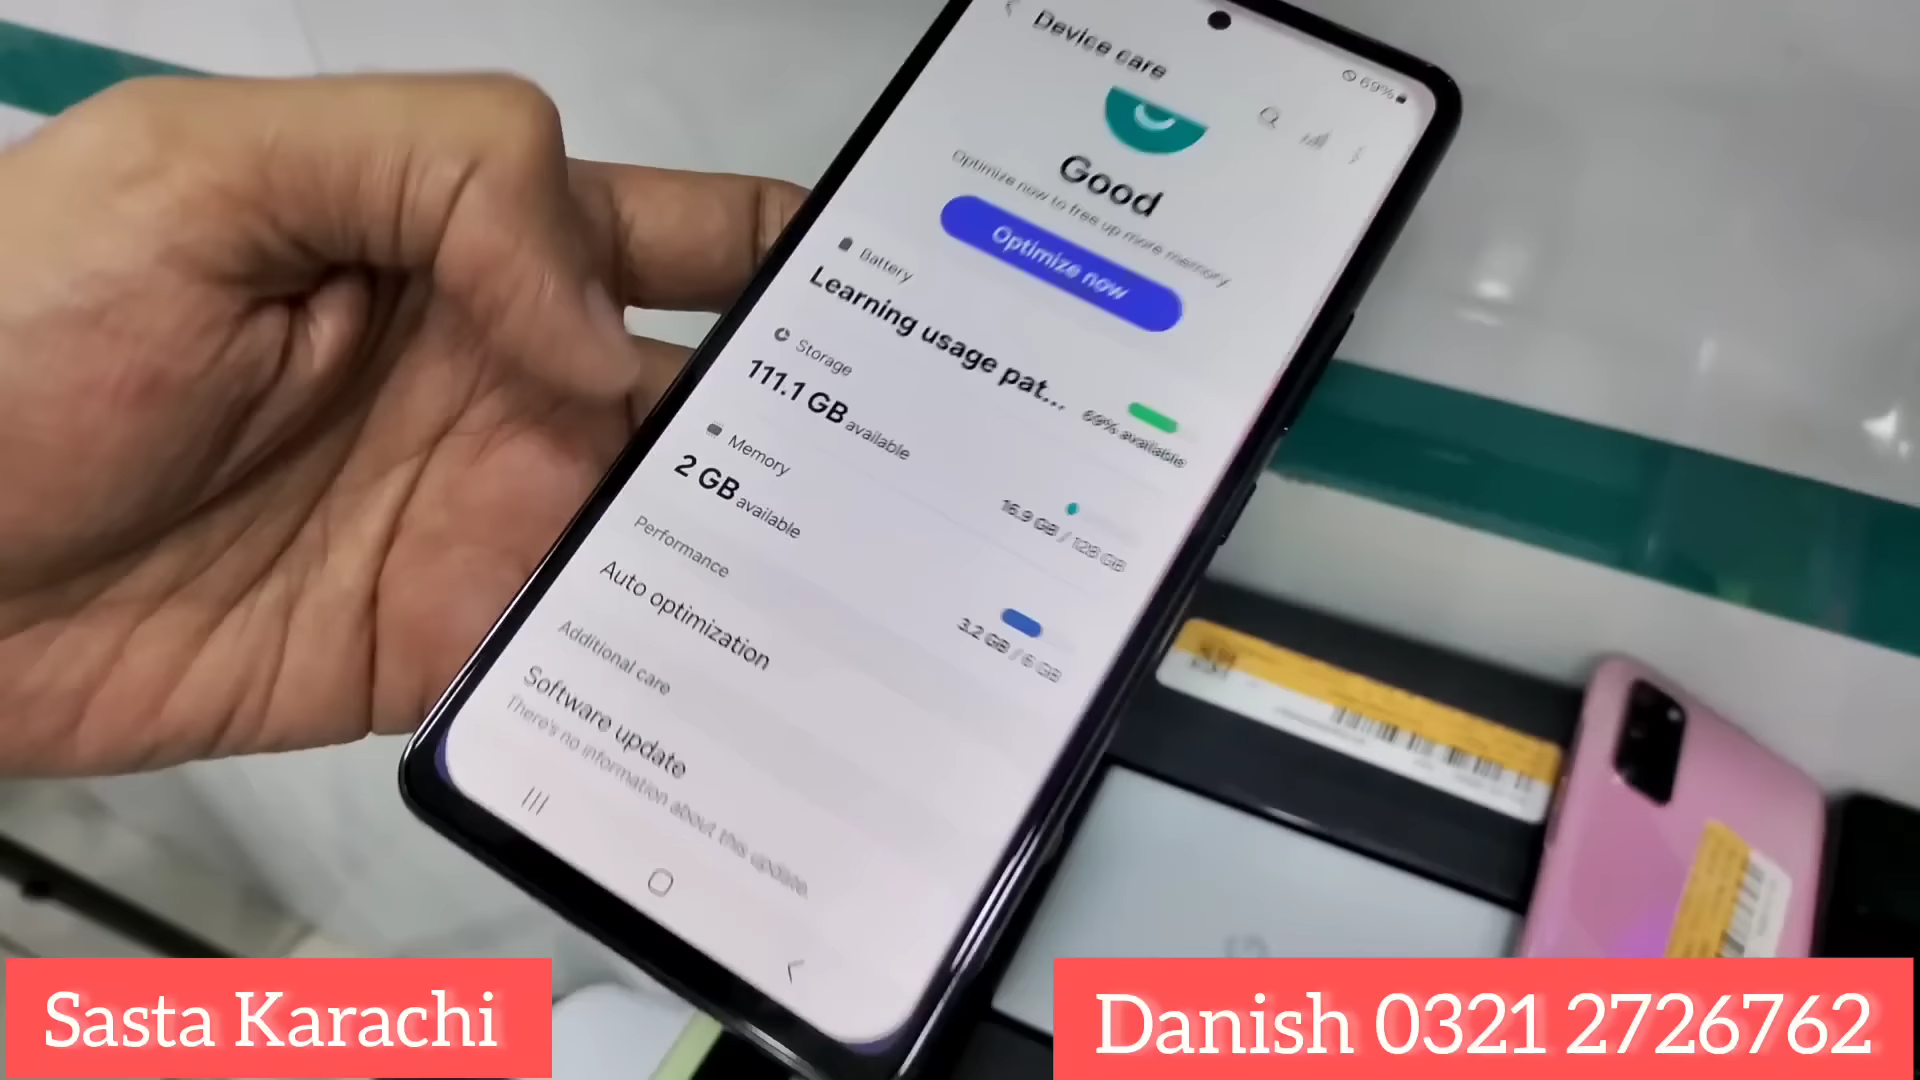 Device care
69%
Good
Optimize now to free up more memory
Optimize now
Battery
Learning usage pat...
69% available
Storage
111.1 GB available
16.9 GB / 128 GB
Memory
2 GB available
3.2 GB / 6 GB
Performance
Auto optimization
Additional care
Software update
There's no information about this update.
Sasta Karachi
Danish 0321 2726762